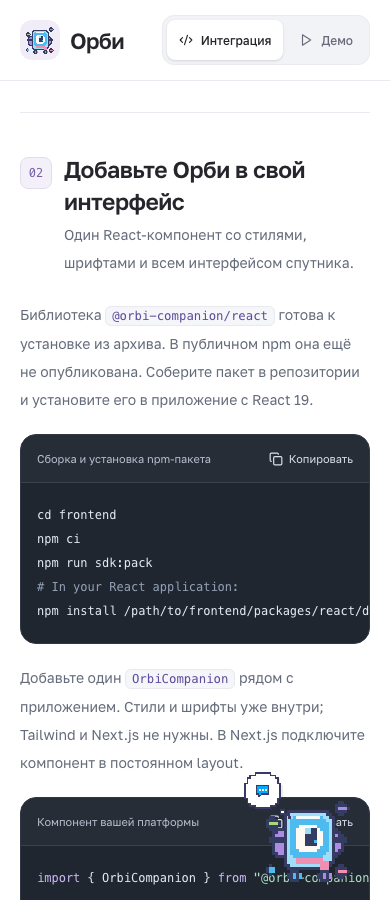 Орби
Интеграция
Демо
02
Добавьте Орби в свой
интерфейс
Один React-компонент со стилями,
шрифтами и всем интерфейсом спутника.
Библиотека @orbi-companion/react готова к
установке из архива. В публичном npm она ещё
не опубликована. Соберите пакет в репозитории
и установите его в приложение с React 19.
Сборка и установка npm-пакета
Копировать
cd frontend
npm ci
npm run sdk:pack
# In your React application:
npm install /path/to/frontend/packages/react/d
Добавьте один OrbiCompanion рядом с
приложением. Стили и шрифты уже внутри;
Tailwind и Next.js не нужны. В Next.js подключите
компонент в постоянном layout.
Компонент вашей платформы
import { OrbiCompanion } from